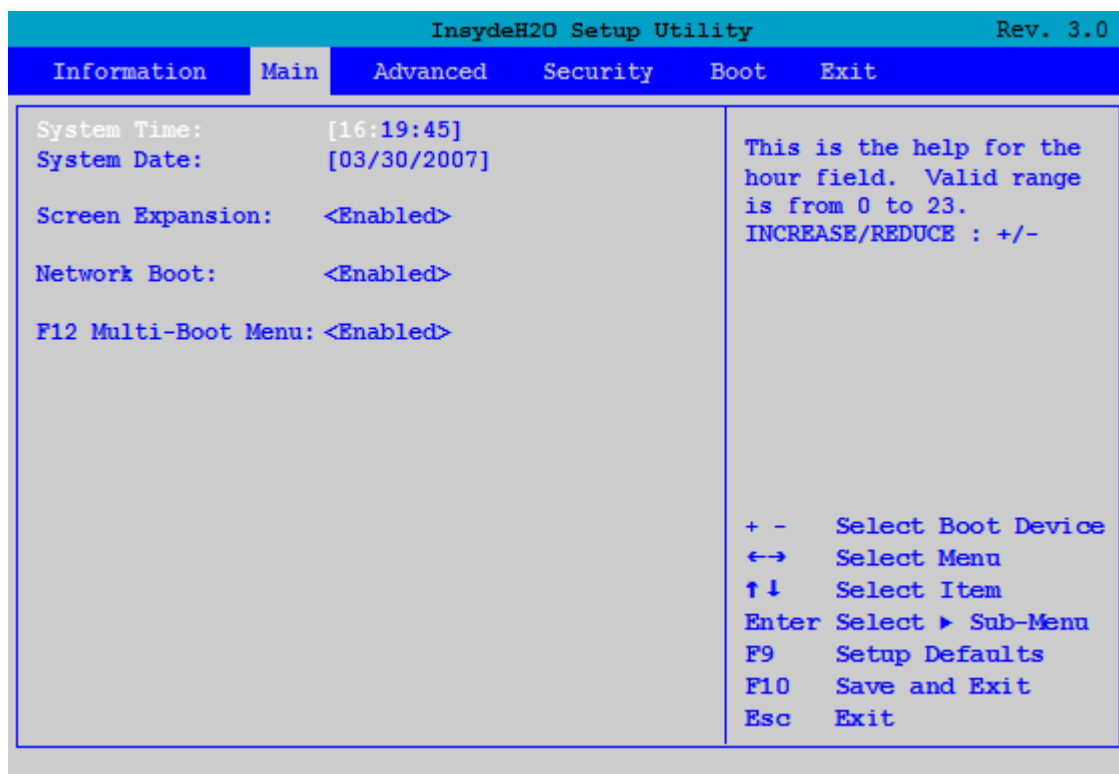 InsydeH2O Setup Utility Rev. 3.0
Information Main Advanced Security Boot Exit
System Time: [16:19:45]
System Date: [03/30/2007]
Screen Expansion: <Enabled>
Network Boot: <Enabled>
F12 Multi-Boot Menu: <Enabled>
This is the help for the
hour field. Valid range
is from 0 to 23.
INCREASE/REDUCE : +/-
+ - Select Boot Device
←→ Select Menu
↑↓ Select Item
Enter Select ▶ Sub-Menu
F9 Setup Defaults
F10 Save and Exit
Esc Exit